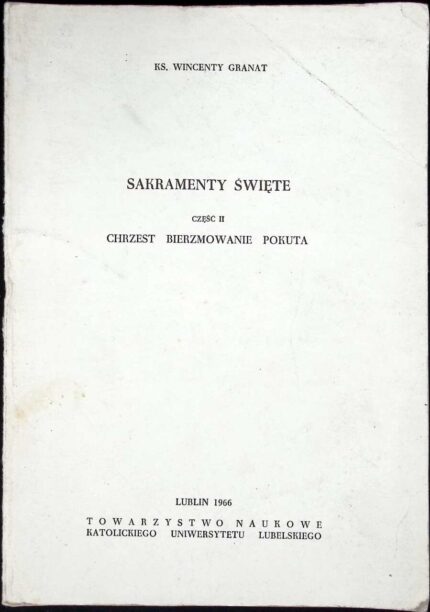 KS. WINCENTY GRANAT
SAKRAMENTY ŚWIĘTE
CZĘŚĆ II
CHRZEST BIERZMOWANIE POKUTA
LUBLIN 1966
TOWARZYSTWO NAUKOWE
KATOLICKIEGO UNIWERSYTETU LUBELSKIEGO